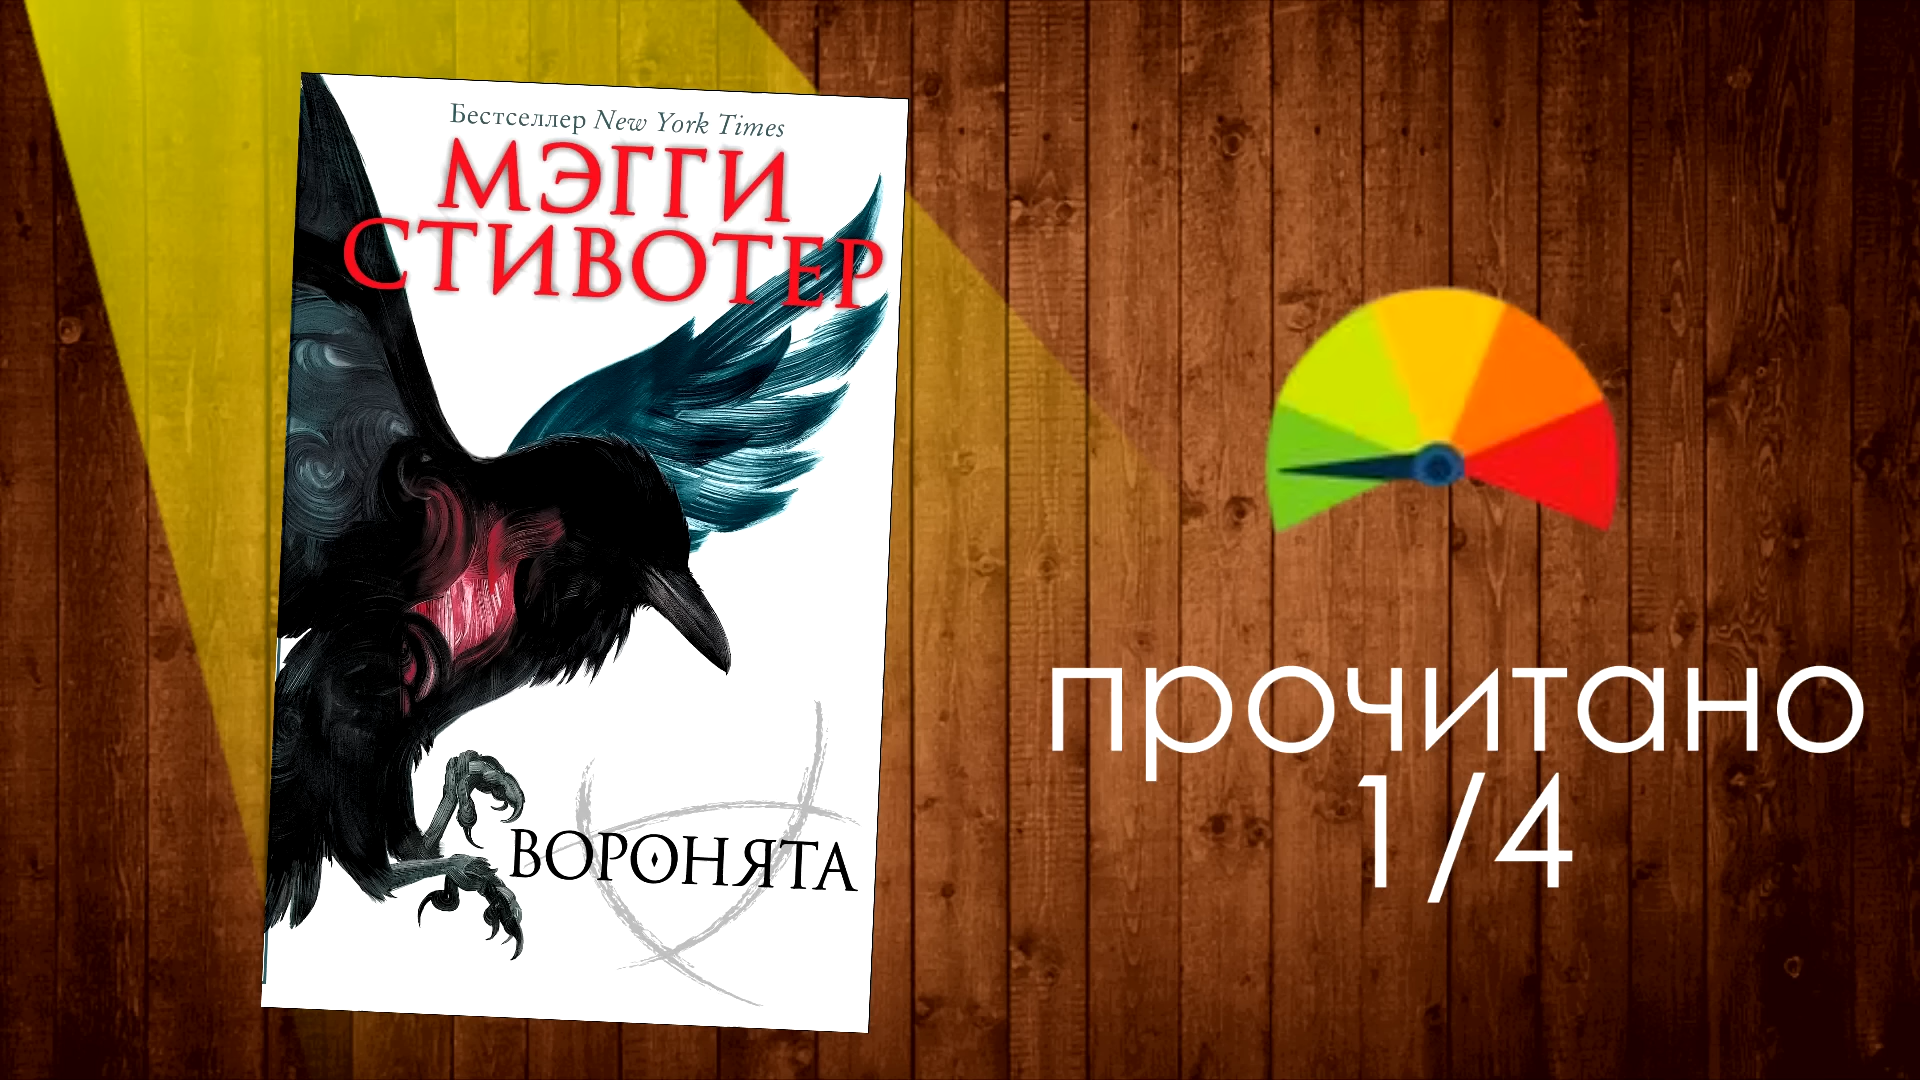 Бестселлер New York Times
МЭГГИ
СТИВОТЕР
ВОРОНЯТА
прочитано
1/4